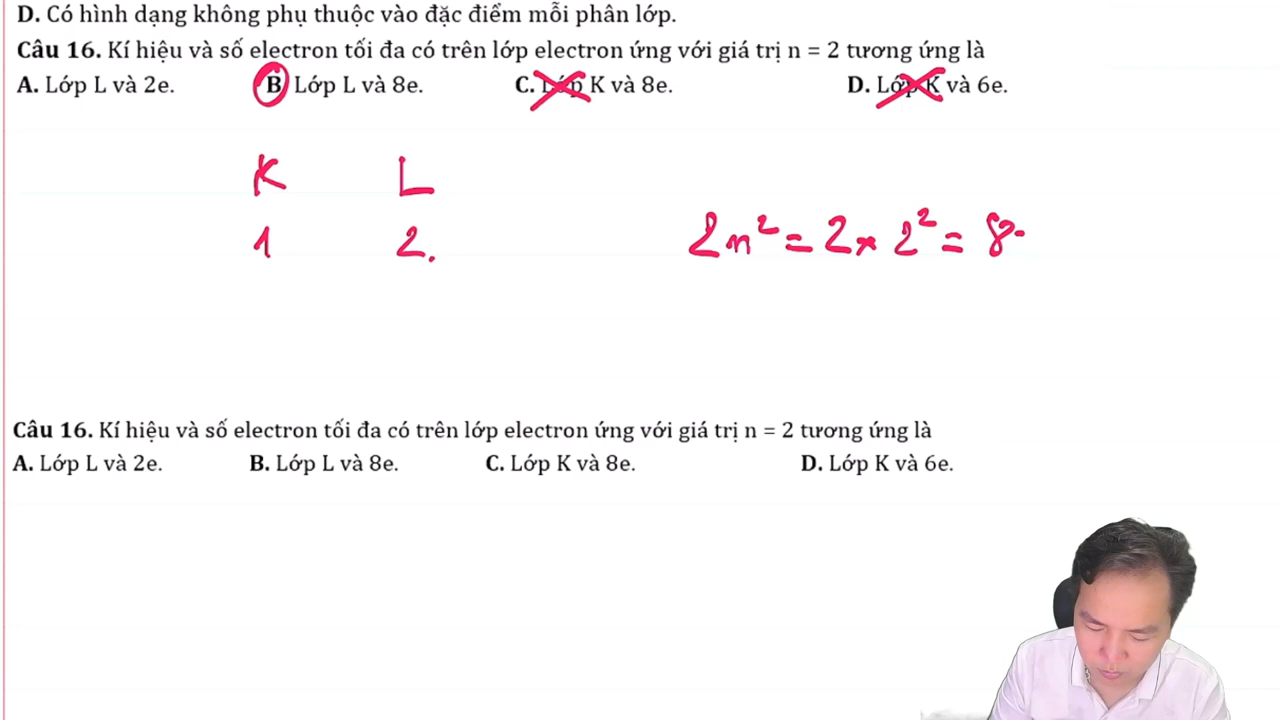 D. Có hình dạng không phụ thuộc vào đặc điểm mỗi phân lớp.
Câu 16. Kí hiệu và số electron tối đa có trên lớp electron ứng với giá trị n = 2 tương ứng là
A. Lớp L và 2e. B. Lớp L và 8e. C. Lớp K và 8e. D. Lớp K và 6e.
K L
1 2. 2n² = 2 x 2² = 8
Câu 16. Kí hiệu và số electron tối đa có trên lớp electron ứng với giá trị n = 2 tương ứng là
A. Lớp L và 2e. B. Lớp L và 8e. C. Lớp K và 8e. D. Lớp K và 6e.